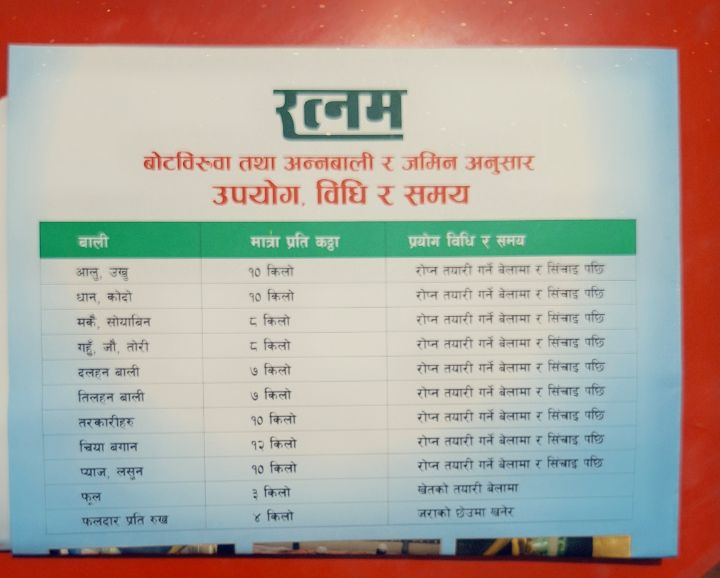 रत्नम
बोटविरुवा तथा अन्नबाली र जमिन अनुसार
उपयोग, विधि र समय
बाली मात्रा प्रति कठ्ठा प्रयोग विधि र समय
आलु, उखु १० किलो रोप्न तयारी गर्ने बेलामा र सिंचाइ पछि
धान, कोदो १० किलो रोप्न तयारी गर्ने बेलामा र सिंचाइ पछि
मकै, सोयाबिन ८ किलो रोप्न तयारी गर्ने बेलामा र सिंचाइ पछि
गहुँ, जौ, तोरी ८ किलो रोप्न तयारी गर्ने बेलामा र सिंचाइ पछि
दलहन बाली ७ किलो रोप्न तयारी गर्ने बेलामा र सिंचाइ पछि
तिलहन बाली ७ किलो रोप्न तयारी गर्ने बेलामा र सिंचाइ पछि
तरकारीहरु १० किलो रोप्न तयारी गर्ने बेलामा र सिंचाइ पछि
चिया बगान १२ किलो रोप्न तयारी गर्ने बेलामा र सिंचाइ पछि
प्याज, लसुन १० किलो रोप्न तयारी गर्ने बेलामा र सिंचाइ पछि
फूल ३ किलो खेतको तयारी बेलामा
फलदार प्रति रुख ४ किलो जराको छेउमा खनेर